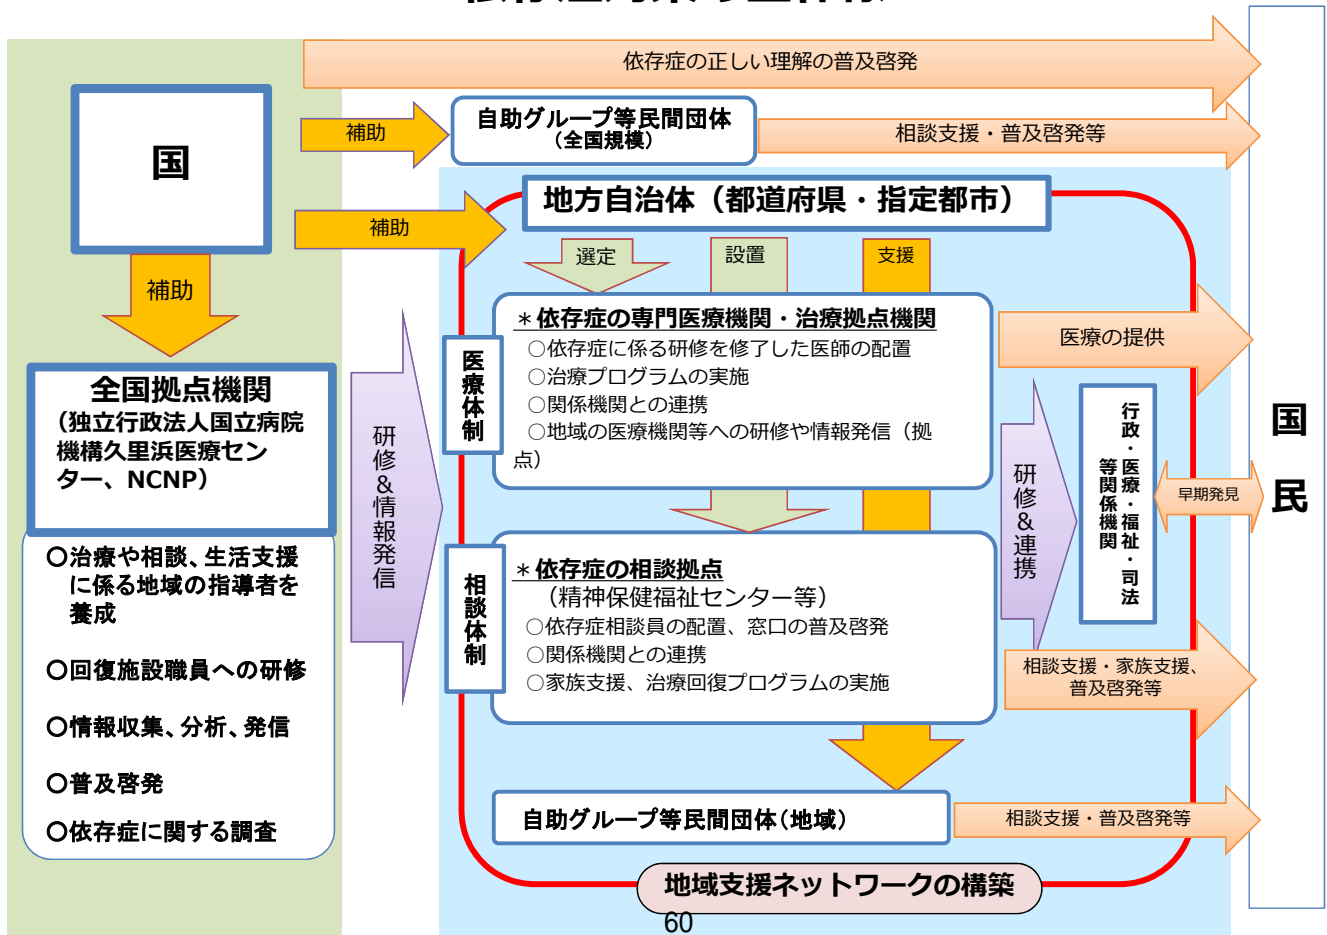 依存症の正しい理解の普及啓発
国
補助
自助グループ等民間団体
(全国規模)
相談支援・普及啓発等
補助
地方自治体（都道府県・指定都市）
選定
設置
支援
補助
全国拠点機関
（独立行政法人国立病院
機構久里浜医療セン
ター、NCNP）
〇治療や相談、生活支援
に係る地域の指導者を
養成
〇回復施設職員への研修
〇情報収集、分析、発信
〇普及啓発
〇依存症に関する調査
研修&情報発信
医療体制
＊依存症の専門医療機関・治療拠点機関
○依存症に係る研修を修了した医師の配置
○治療プログラムの実施
○関係機関との連携
○地域の医療機関等への研修や情報発信（拠
点）
医療の提供
研修&連携
行政・医療・福祉・司法
等関係機関
早期発見
国民
相談体制
＊依存症の相談拠点
（精神保健福祉センター等）
○依存症相談員の配置、窓口の普及啓発
○関係機関との連携
○家族支援、治療回復プログラムの実施
相談支援・家族支援、
普及啓発等
自助グループ等民間団体(地域)
相談支援・普及啓発等
地域支援ネットワークの構築
60